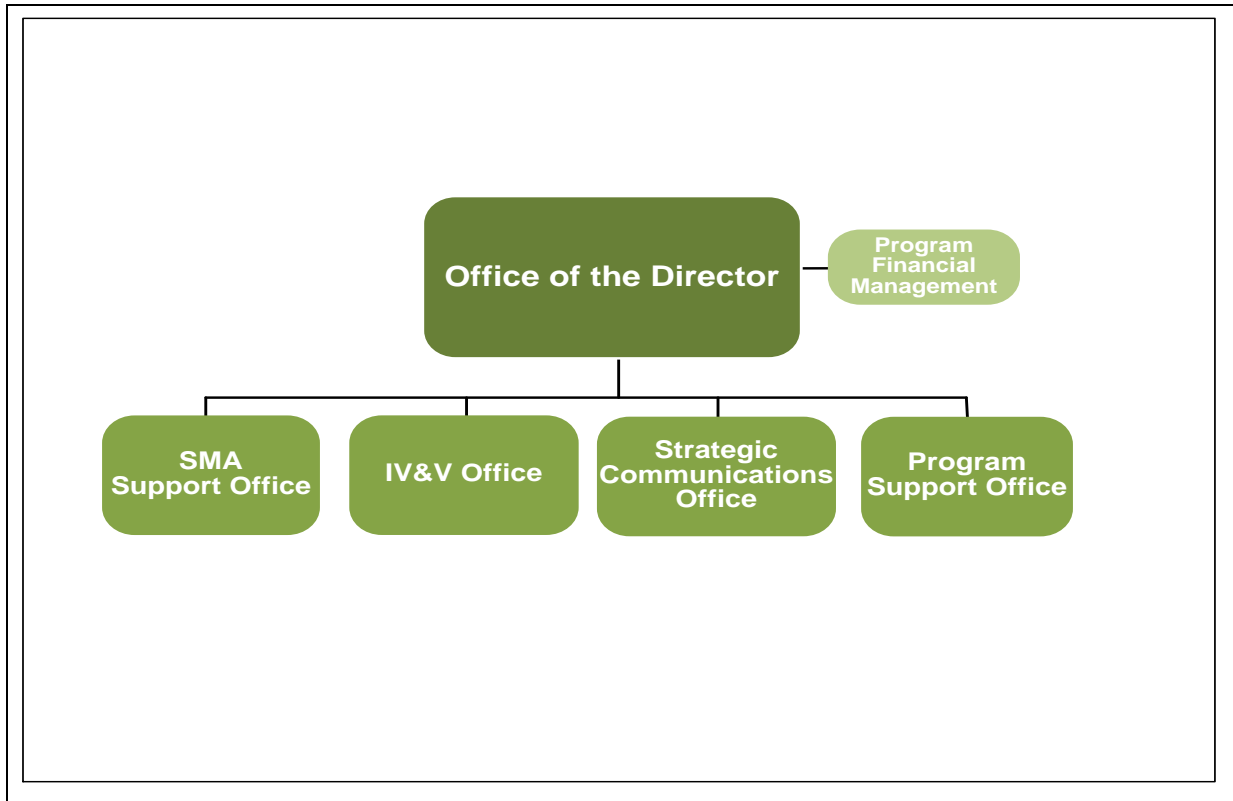 Office of the Director
Program
Financial
Management
SMA
Support Office
IV&V Office
Strategic
Communications
Office
Program
Support Office